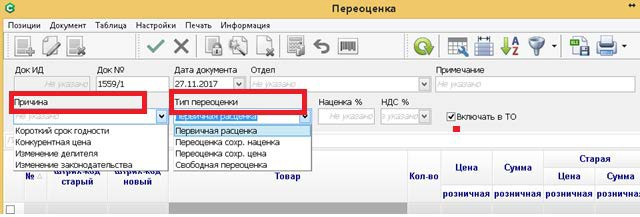 Переоценка
Позиции Документ Таблица Настройки Печать Информация
Док ИД Док № Дата документа Отдел Примечание
Не указано 1559/1 27.11.2017 Не указано Не указано
Причина Тип переоценки Наценка % НДС %
Не указано Первичная расценка Не указано е указано Включать в ТО
Короткий срок годности
Конкурентная цена
Изменение делителя
Изменение законодательства
Первичная расценка
Переоценка сохр. наценка
Переоценка сохр. цена
Свободная переоценка
№ Штрих-код старый Штрих-код новый Товар Кол-во Цена Сумма Старая
Цена Сумма
розничная розничная розничная розничная